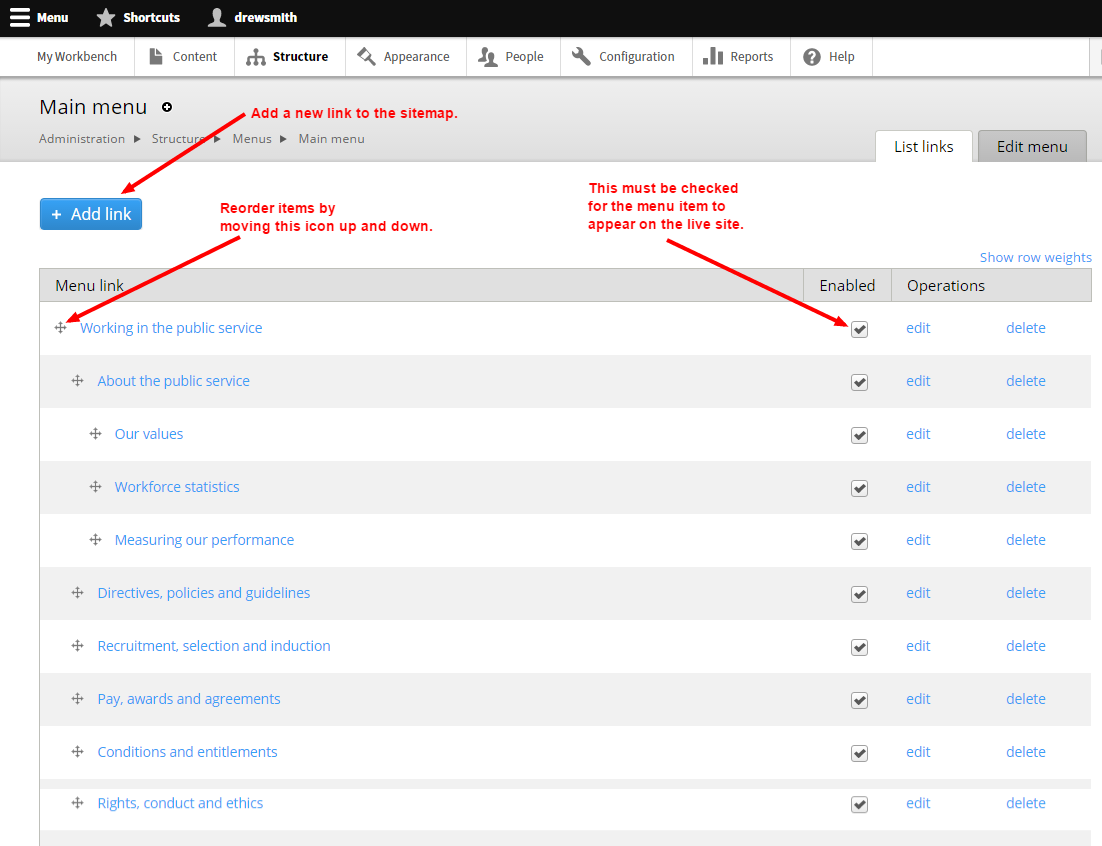 Menu Shortcuts drewsmith
My Workbench Content Structure Appearance People Configuration Reports Help
Main menu
Add a new link to the sitemap.
Administration Structure Menus Main menu
List links Edit menu
This must be checked
for the menu item to
appear on the live site.
+ Add link
Reorder items by
moving this icon up and down.
Show row weights
Menu link Enabled Operations
Working in the public service edit delete
About the public service edit delete
Our values edit delete
Workforce statistics edit delete
Measuring our performance edit delete
Directives, policies and guidelines edit delete
Recruitment, selection and induction edit delete
Pay, awards and agreements edit delete
Conditions and entitlements edit delete
Rights, conduct and ethics edit delete